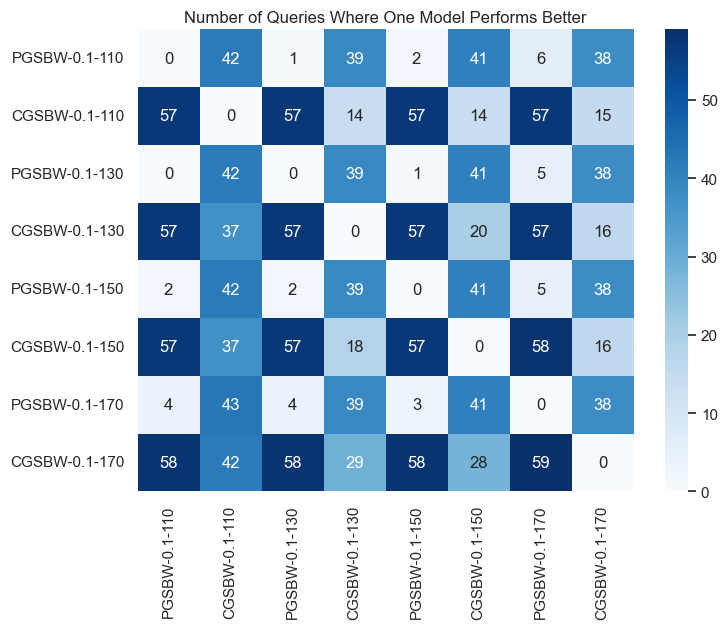 Number of Queries Where One Model Performs Better
PGSBW-0.1-110 0 42 1 39 2 41 6 38
CGSBW-0.1-110 57 0 57 14 57 14 57 15
PGSBW-0.1-130 0 42 0 39 1 41 5 38
CGSBW-0.1-130 57 37 57 0 57 20 57 16
PGSBW-0.1-150 2 42 2 39 0 41 5 38
CGSBW-0.1-150 57 37 57 18 57 0 58 16
PGSBW-0.1-170 4 43 4 39 3 41 0 38
CGSBW-0.1-170 58 42 58 29 58 28 59 0
PGSBW-0.1-110
CGSBW-0.1-110
PGSBW-0.1-130
CGSBW-0.1-130
PGSBW-0.1-150
CGSBW-0.1-150
PGSBW-0.1-170
CGSBW-0.1-170
50
40
30
20
10
0